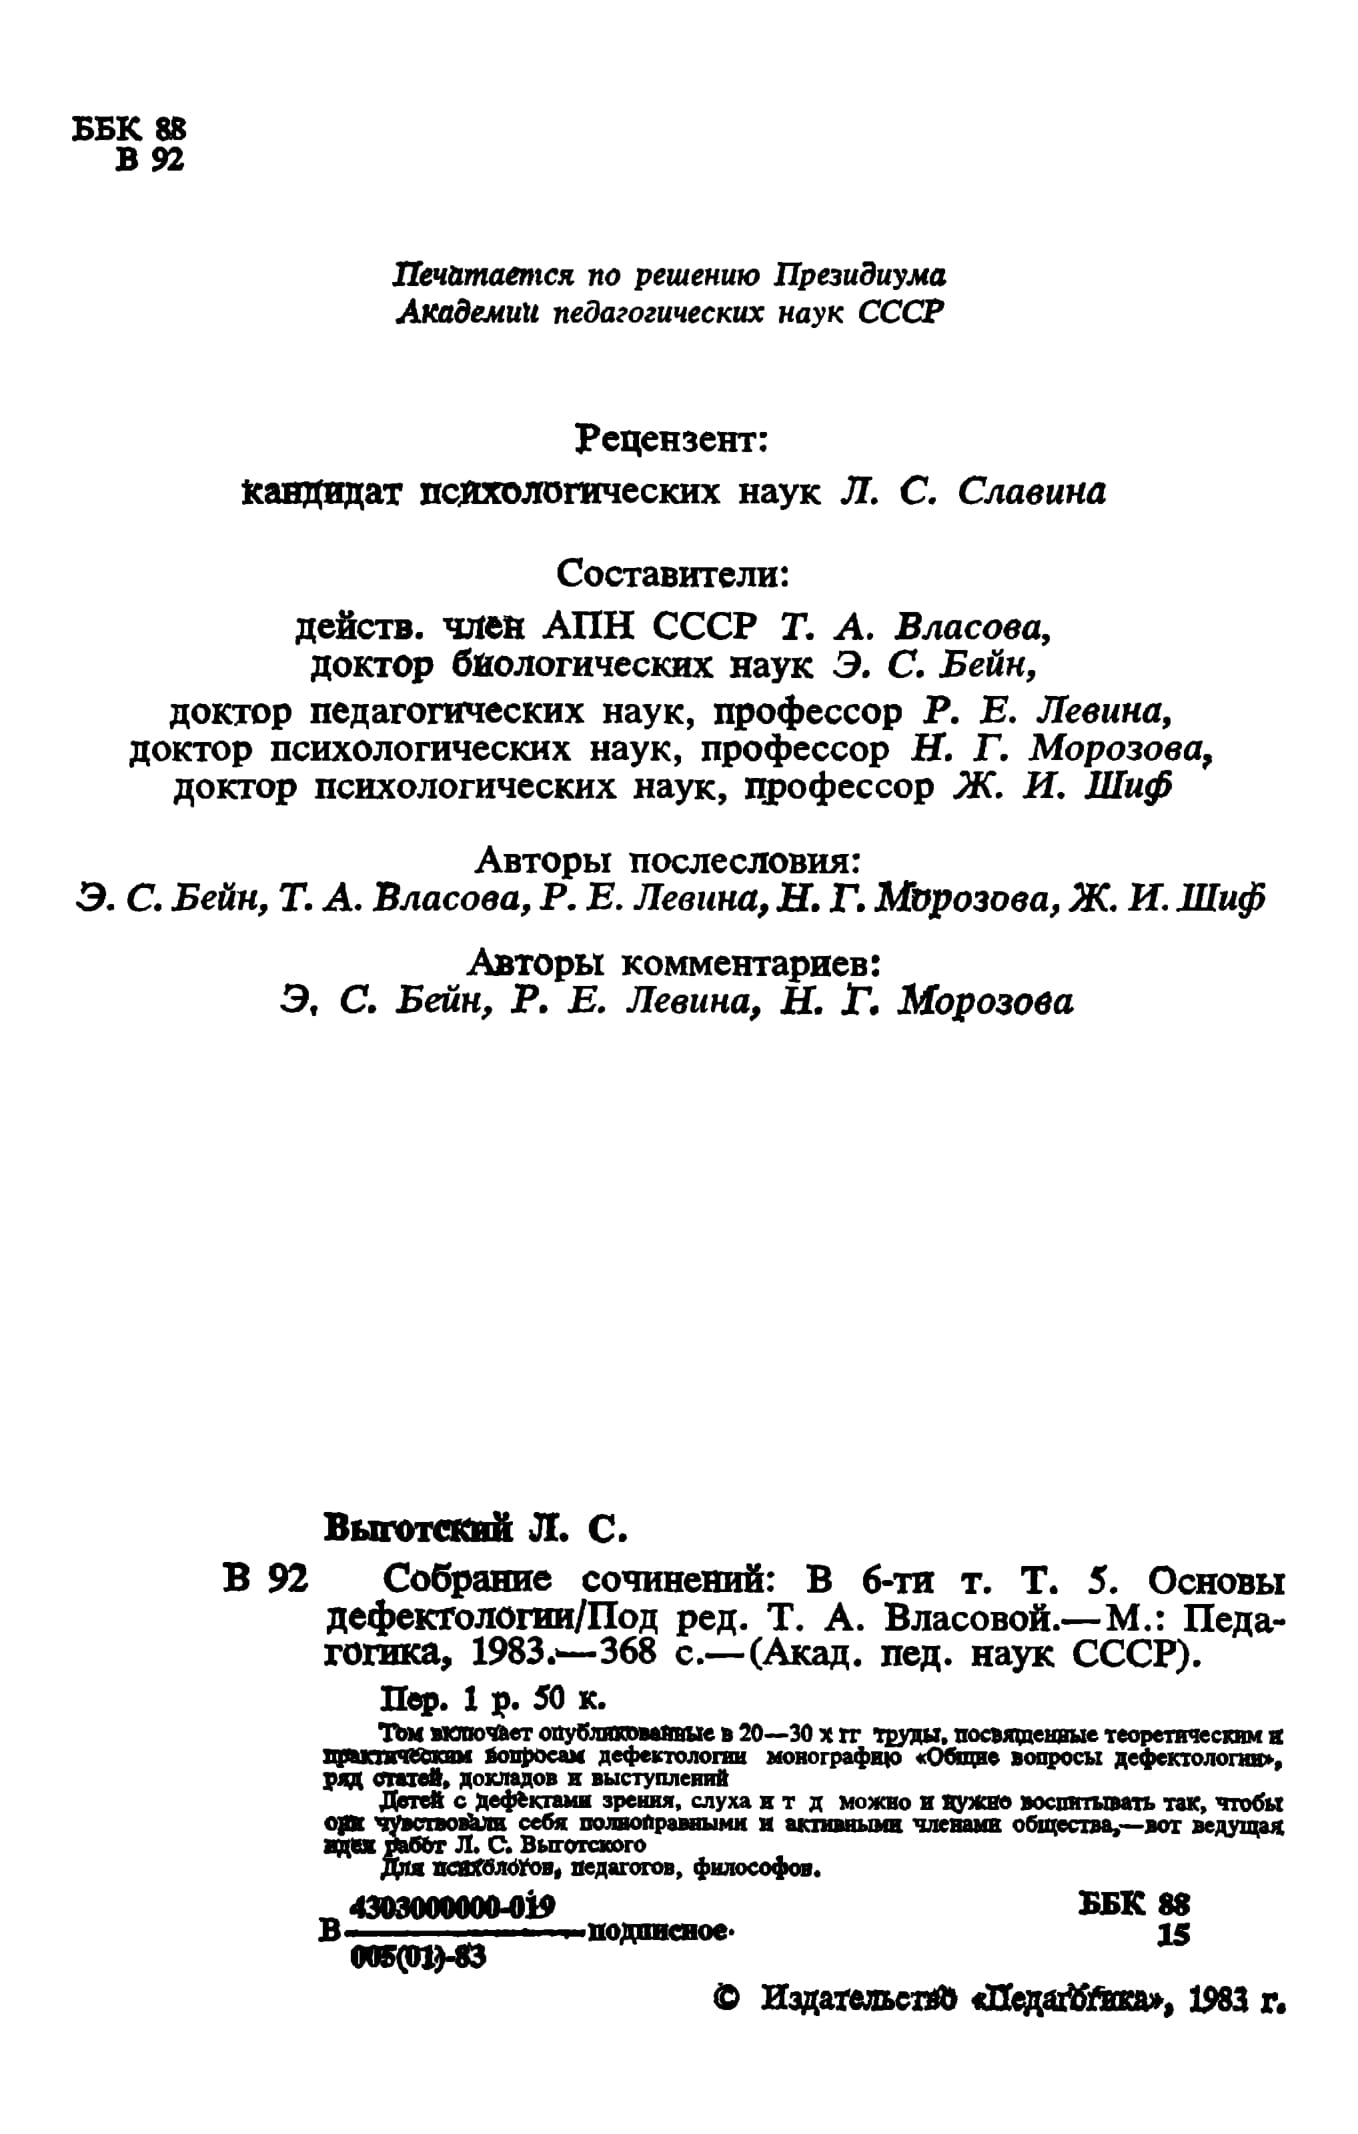 ББК 88
В 92
Печатается по решению Президиума
Академии педагогических наук СССР
Рецензент:
кандидат психологических наук Л. С. Славина
Составители:
действ. член АПН СССР Т. А. Власова,
доктор биологических наук Э. С. Бейн,
доктор педагогических наук, профессор Р. Е. Левина,
доктор психологических наук, профессор Н. Г. Морозова,
доктор психологических наук, профессор Ж. И. Шиф
Авторы послесловия:
Э. С. Бейн, Т. А. Власова, Р. Е. Левина, Н. Г. Морозова, Ж. И. Шиф
Авторы комментариев:
Э. С. Бейн, Р. Е. Левина, Н. Г. Морозова
Выготский Л. С.
В 92 Собрание сочинений: В 6-ти т. Т. 5. Основы
дефектологии/Под ред. Т. А. Власовой.—М.: Педа-
гогика, 1983.—368 с.—(Акад. пед. наук СССР).
Пер. 1 р. 50 к.
Том включает опубликованные в 20—30 х гг труды, посвященные теоретическим и
практическим вопросам дефектологии монографию «Общие вопросы дефектологии»,
ряд статей, докладов и выступлений
Детей с дефектами зрения, слуха и т д можно и нужно воспитывать так, чтобы
они чувствовали себя полноправными и активными членами общества,—вот ведущая
идея работ Л. С. Выготского
Для психологов, педагогов, философов.
4303000000-019
В подписное
005(01)-83
ББК 88
15
© Издательство «Педагогика», 1983 г.